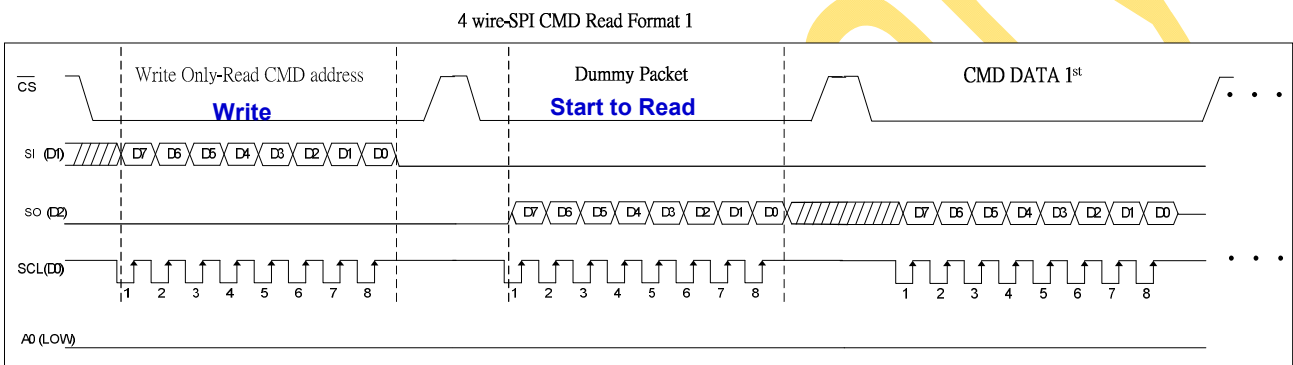 4 wire-SPI CMD Read Format 1
CS Write Only-Read CMD address Dummy Packet CMD DATA 1st
Write Start to Read
SI (D1) D7 D6 D5 D4 D3 D2 D1 D0
SO (D2) D7 D6 D5 D4 D3 D2 D1 D0 D7 D6 D5 D4 D3 D2 D1 D0
SCL(D0)
1 2 3 4 5 6 7 8 1 2 3 4 5 6 7 8 1 2 3 4 5 6 7 8
A0 (LOW)